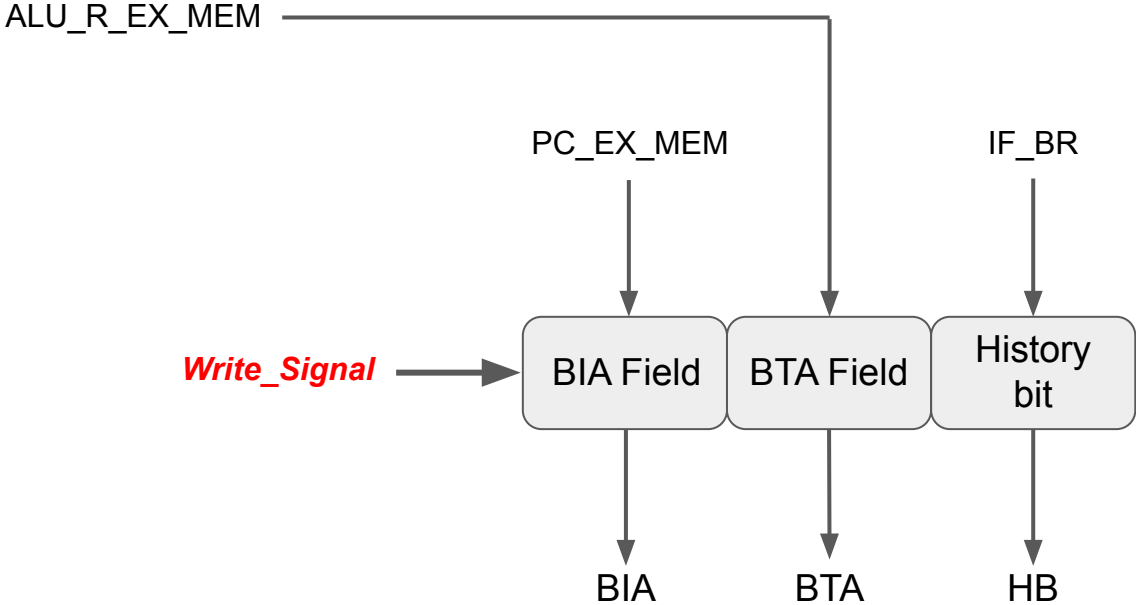 ALU_R_EX_MEM
PC_EX_MEM
IF_BR
Write_Signal
BIA Field
BTA Field
History
bit
BIA
BTA
HB